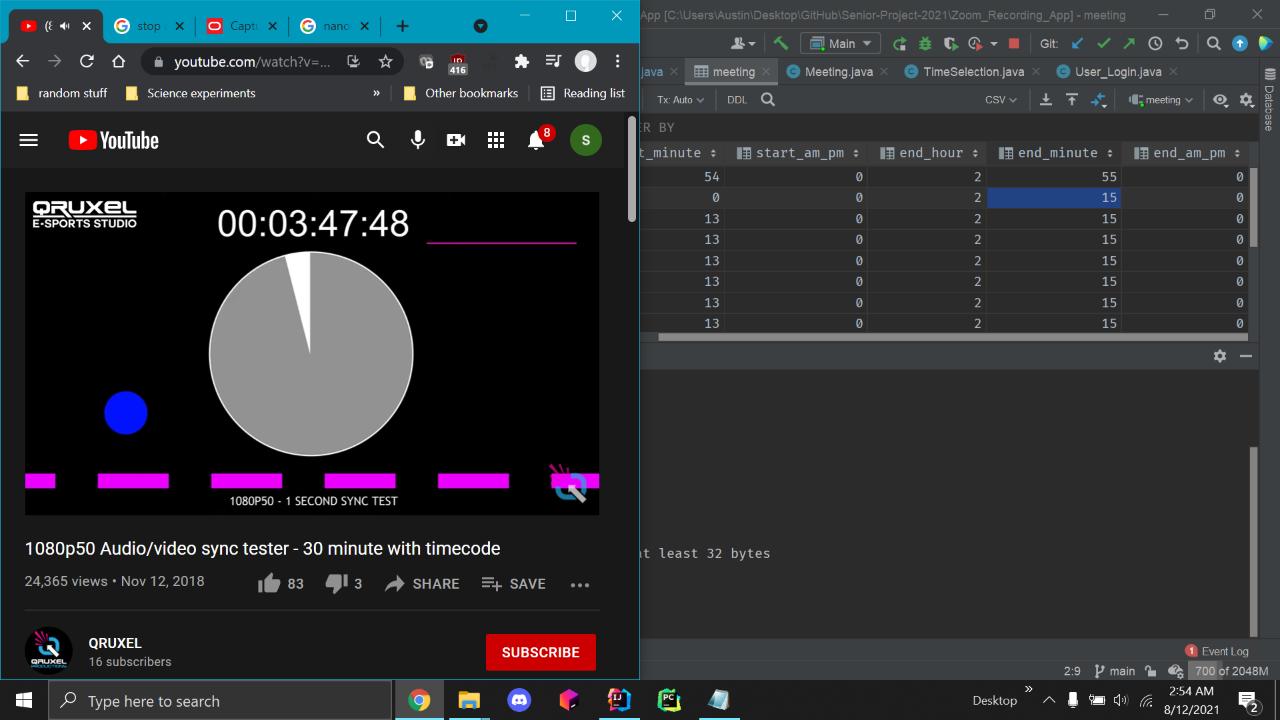 stop
Capt
nano
App [C:\Users\Austin\Desktop\GitHub\Senior-Project-2021\Zoom_Recording_App] - meeting
youtube.com/watch?v=...
416
Main
Git:
random stuff
Science experiments
»
Other bookmarks
Reading list
java
meeting
Meeting.java
TimeSelection.java
User_Login.java
Tx: Auto
DDL
CSV
meeting
Database
YouTube
8
S
ER BY
t_minute
start_am_pm
end_hour
end_minute
end_am_pm
54 0 2 55 0
0 0 2 15 0
13 0 2 15 0
13 0 2 15 0
13 0 2 15 0
13 0 2 15 0
13 0 2 15 0
13 0 2 15 0
QRUXEL
E-SPORTS STUDIO
00:03:47:48
1080P50 - 1 SECOND SYNC TEST
1080p50 Audio/video sync tester - 30 minute with timecode
24,365 views • Nov 12, 2018
83
3
SHARE
SAVE
QRUXEL
PRODUCTIONS
QRUXEL
16 subscribers
SUBSCRIBE
at least 32 bytes
1 Event Log
2:9
main
700 of 2048M
Type here to search
Desktop
»
2:54 AM
8/12/2021
2